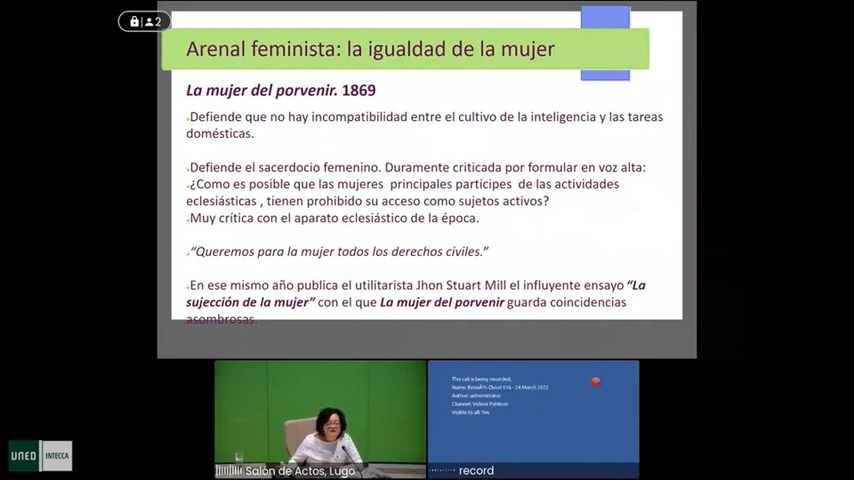 2
Arenal feminista: la igualdad de la mujer
La mujer del porvenir. 1869
.Defiende que no hay incompatibilidad entre el cultivo de la inteligencia y las tareas
domésticas.
.Defiende el sacerdocio femenino. Duramente criticada por formular en voz alta:
.¿Como es posible que las mujeres principales partícipes de las actividades
eclesiásticas , tienen prohibido su acceso como sujetos activos?
.Muy crítica con el aparato eclesiástico de la época.
.“Queremos para la mujer todos los derechos civiles.”
.En ese mismo año publica el utilitarista Jhon Stuart Mill el influyente ensayo “La
sujección de la mujer” con el que La mujer del porvenir guarda coincidencias
asombrosas.
This call is being recorded.
Name: 24 March 2022
Author: administrator
Channel: Videos Publicos
Visible to all: Yes
UNED INTECCA
Salón de Actos, Lugo
record